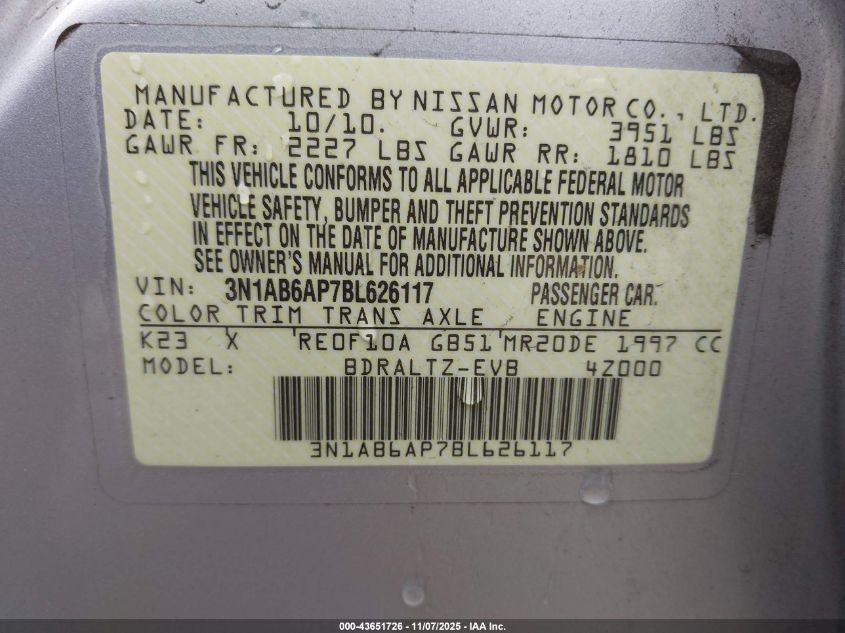 MANUFACTURED BY NISSAN MOTOR CO., LTD.
DATE: 10/10. GVWR: 3951 LBS
GAWR FR: 2227 LBS GAWR RR: 1810 LBS
THIS VEHICLE CONFORMS TO ALL APPLICABLE FEDERAL MOTOR
VEHICLE SAFETY, BUMPER AND THEFT PREVENTION STANDARDS
IN EFFECT ON THE DATE OF MANUFACTURE SHOWN ABOVE.
SEE OWNER'S MANUAL FOR ADDITIONAL INFORMATION.
VIN: 3N1AB6AP7BL626117 PASSENGER CAR.
COLOR TRIM TRANS AXLE ENGINE
K23 X 'RE0F10A GB51'MR20DE 1997 CC
MODEL: BDRALTZ-EVB 4Z000
3N1AB6AP7BL626117
000-43651726 - 11/07/2025 - IAA Inc.